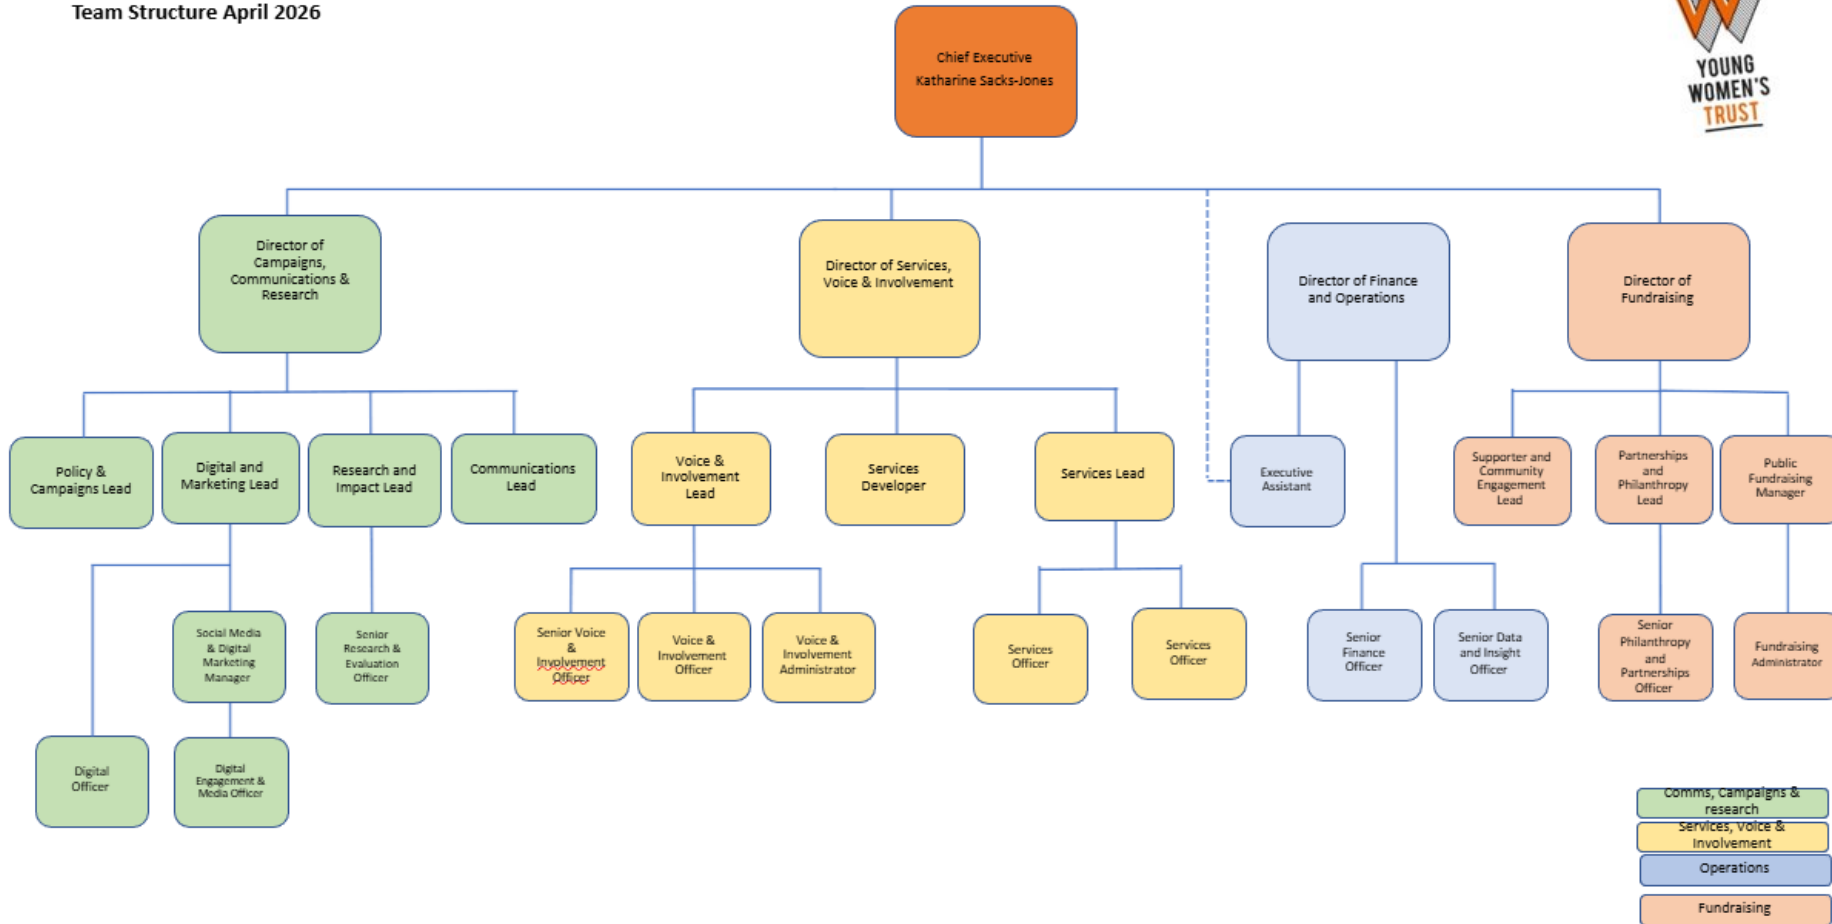 Team Structure April 2026
Chief Executive
Katharine Sacks-Jones
YOUNG
WOMEN'S
TRUST
Director of
Campaigns,
Communications &
Research
Director of Services,
Voice & Involvement
Director of Finance
and Operations
Director of
Fundraising
Policy &
Campaigns Lead
Digital and
Marketing Lead
Research and
Impact Lead
Communications
Lead
Voice &
Involvement
Lead
Services
Developer
Services Lead
Executive
Assistant
Supporter and
Community
Engagement
Lead
Partnerships
and
Philanthropy
Lead
Public
Fundraising
Manager
Social Media
& Digital
Marketing
Manager
Senior
Research &
Evaluation
Officer
Senior Voice
&
Involvement
Officer
Voice &
Involvement
Officer
Voice &
Involvement
Administrator
Services
Officer
Services
Officer
Senior
Finance
Officer
Senior Data
and Insight
Officer
Senior
Philanthropy
and
Partnerships
Officer
Fundraising
Administrator
Digital
Officer
Digital
Engagement &
Media Officer
Comms, Campaigns &
research
Services, Voice &
Involvement
Operations
Fundraising